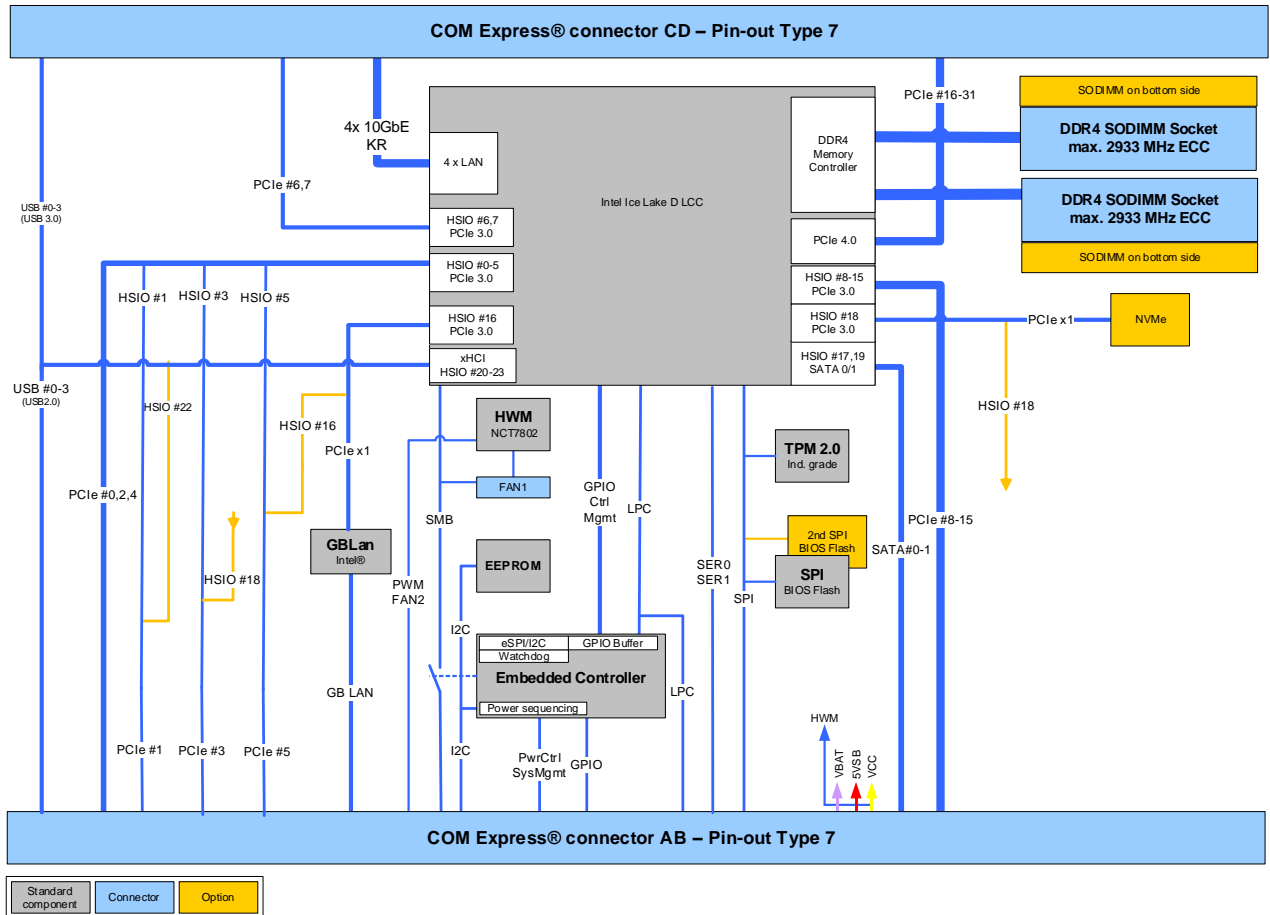 COM Express® connector CD – Pin-out Type 7
PCIe #16-31
SODIMM on bottom side
DDR4 SODIMM Socket
max. 2933 MHz ECC
4x 10GbE
KR
4 x LAN
DDR4
Memory
Controller
PCIe #6,7
Intel Ice Lake D LCC
DDR4 SODIMM Socket
max. 2933 MHz ECC
SODIMM on bottom side
USB #0-3
(USB 3.0)
HSIO #6,7
PCIe 3.0
PCIe 4.0
HSIO #0-5
PCIe 3.0
HSIO #8-15
PCIe 3.0
HSIO #1
HSIO #3
HSIO #5
HSIO #16
PCIe 3.0
HSIO #18
PCIe 3.0
PCIe x1
NVMe
xHCI
HSIO #20-23
HSIO #17,19
SATA 0/1
USB #0-3
(USB2.0)
HSIO #22
HSIO #16
HSIO #18
HWM
NCT7802
PCIe x1
TPM 2.0
Ind. grade
FAN1
PCIe #0,2,4
GPIO
Ctrl
Mgmt
LPC
SMB
PCIe #8-15
GBLan
Intel®
2nd SPI
BIOS Flash
SATA#0-1
EEPROM
SPI
BIOS Flash
HSIO #18
PWM
FAN2
SER0
SER1
SPI
I2C
eSPI/I2C
GPIO Buffer
Watchdog
Embedded Controller
GB LAN
LPC
Power sequencing
HWM
PCIe #1
PCIe #3
PCIe #5
I2C
PwrCtrl
SysMgmt
GPIO
VBAT
5VSB
VCC
COM Express® connector AB – Pin-out Type 7
Standard
component
Connector
Option